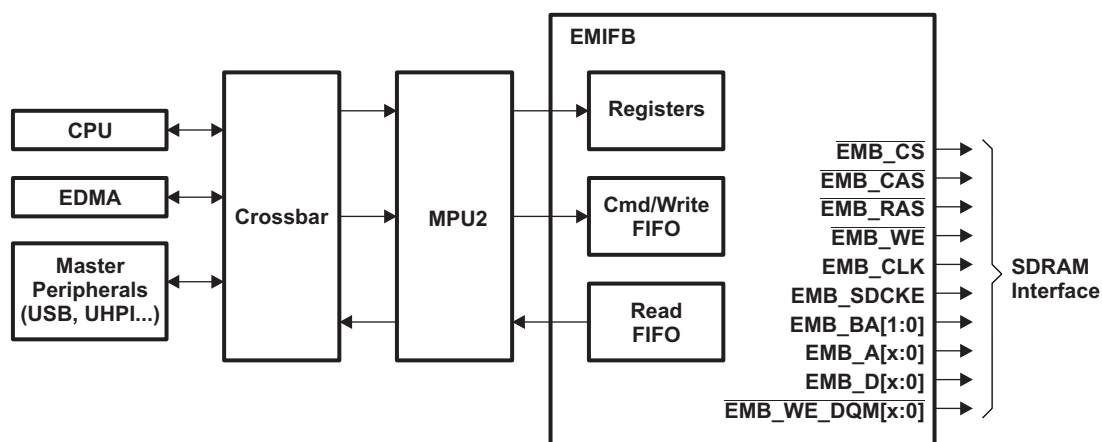 EMIFB
Registers
CPU
EDMA
Master
Peripherals
(USB, UHPI...)
Crossbar
MPU2
Cmd/Write
FIFO
Read
FIFO
EMB_CS
EMB_CAS
EMB_RAS
EMB_WE
EMB_CLK
EMB_SDCKE
EMB_BA[1:0]
EMB_A[x:0]
EMB_D[x:0]
EMB_WE_DQM[x:0]
SDRAM
Interface